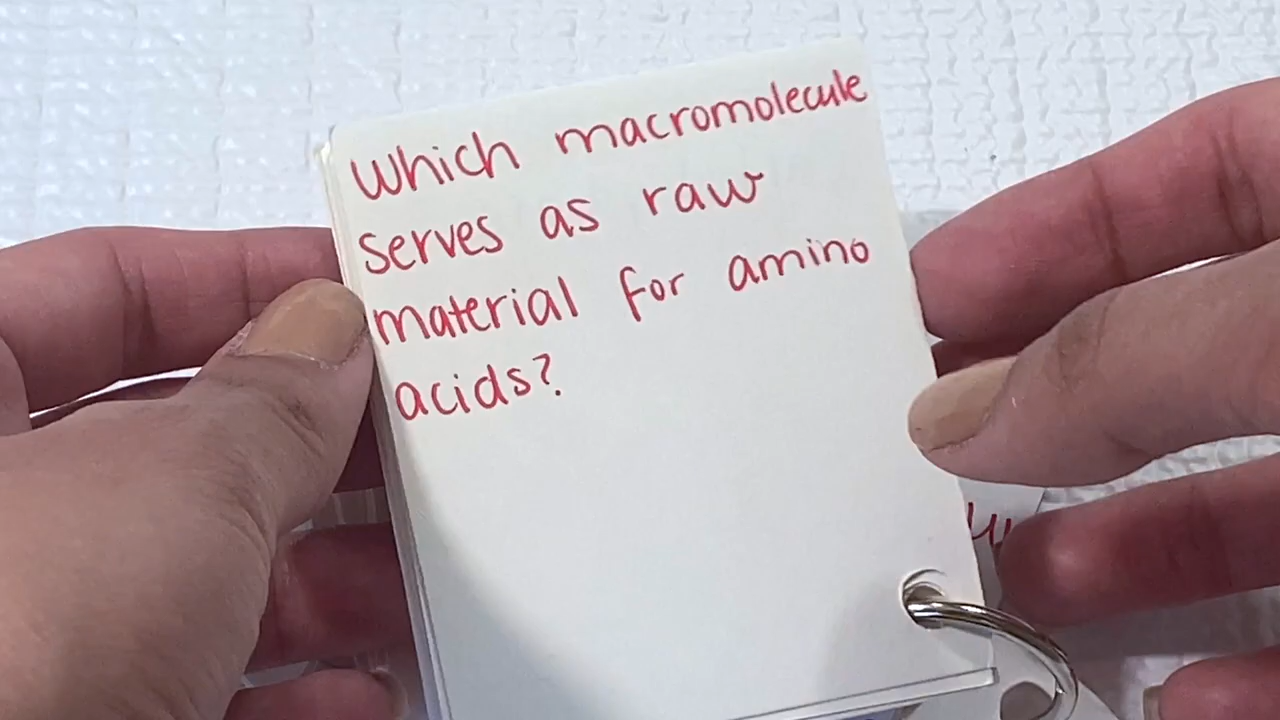 Which macromolecule
serves as raw
material for amino
acids?